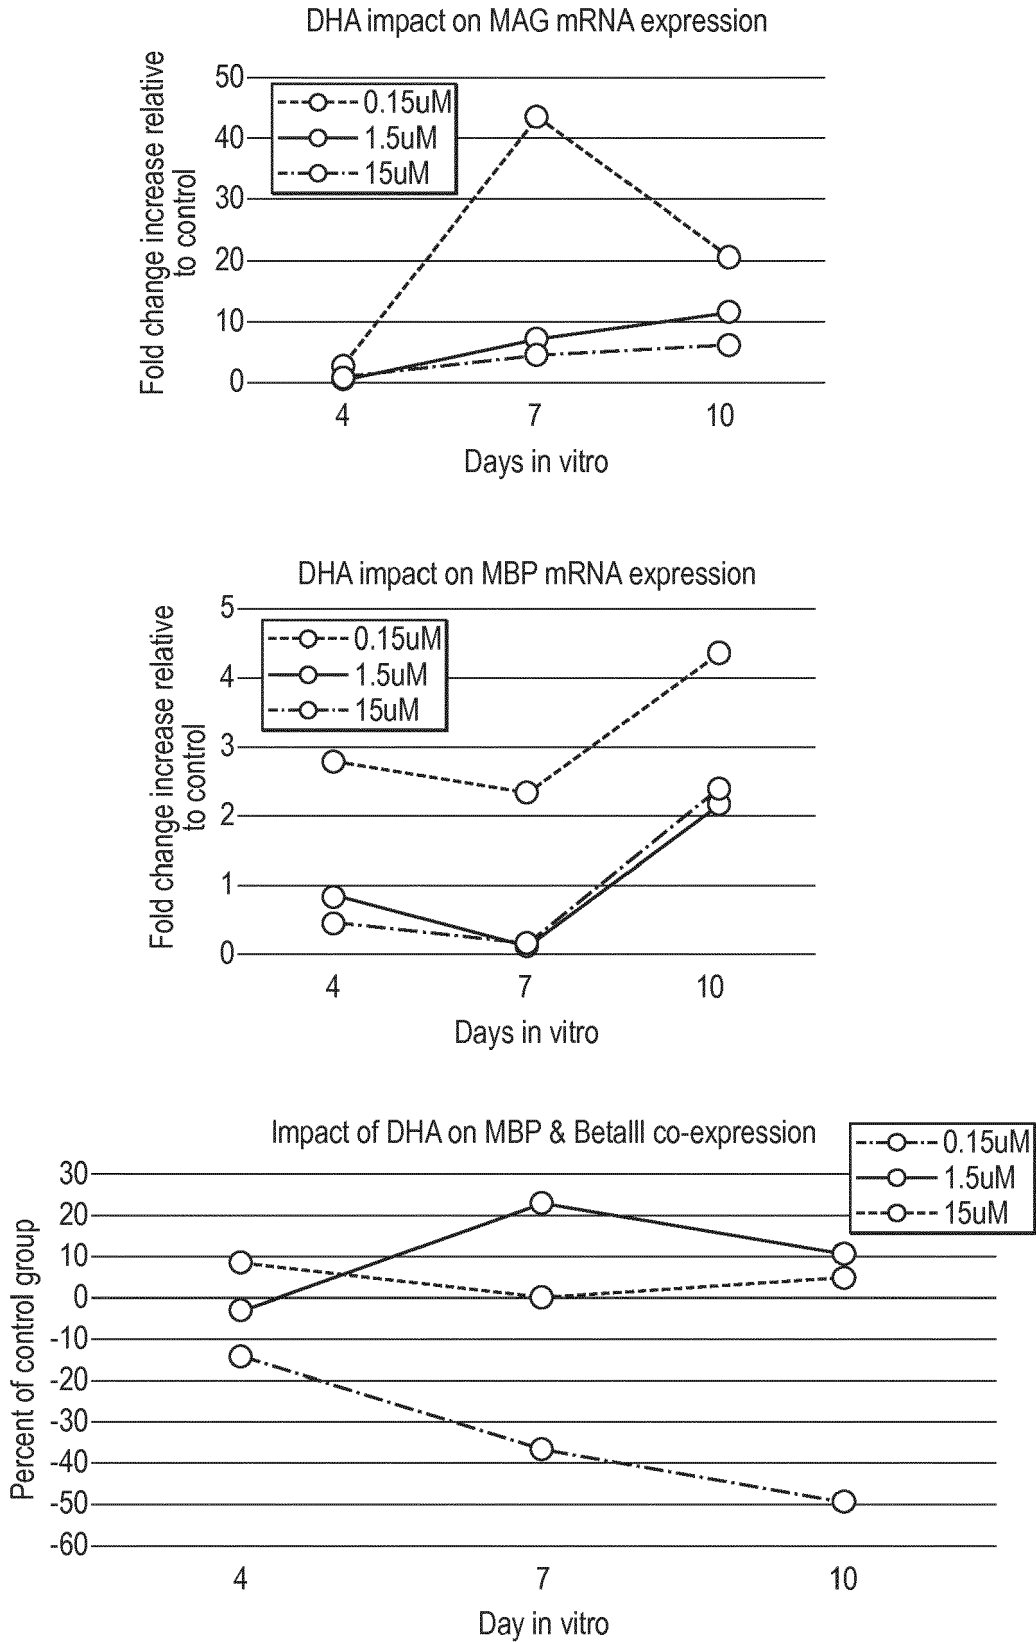 DHA impact on MAG mRNA expression
Fold change increase relative
to control
50
40
30
20
10
0
0.15uM
1.5uM
15uM
4 7 10
Days in vitro
DHA impact on MBP mRNA expression
Fold change increase relative
to control
5
4
3
2
1
0
0.15uM
1.5uM
15uM
4 7 10
Days in vitro
Impact of DHA on MBP & BetaIII co-expression
Percent of control group
30
20
10
0
-10
-20
-30
-40
-50
-60
0.15uM
1.5uM
15uM
4 7 10
Day in vitro